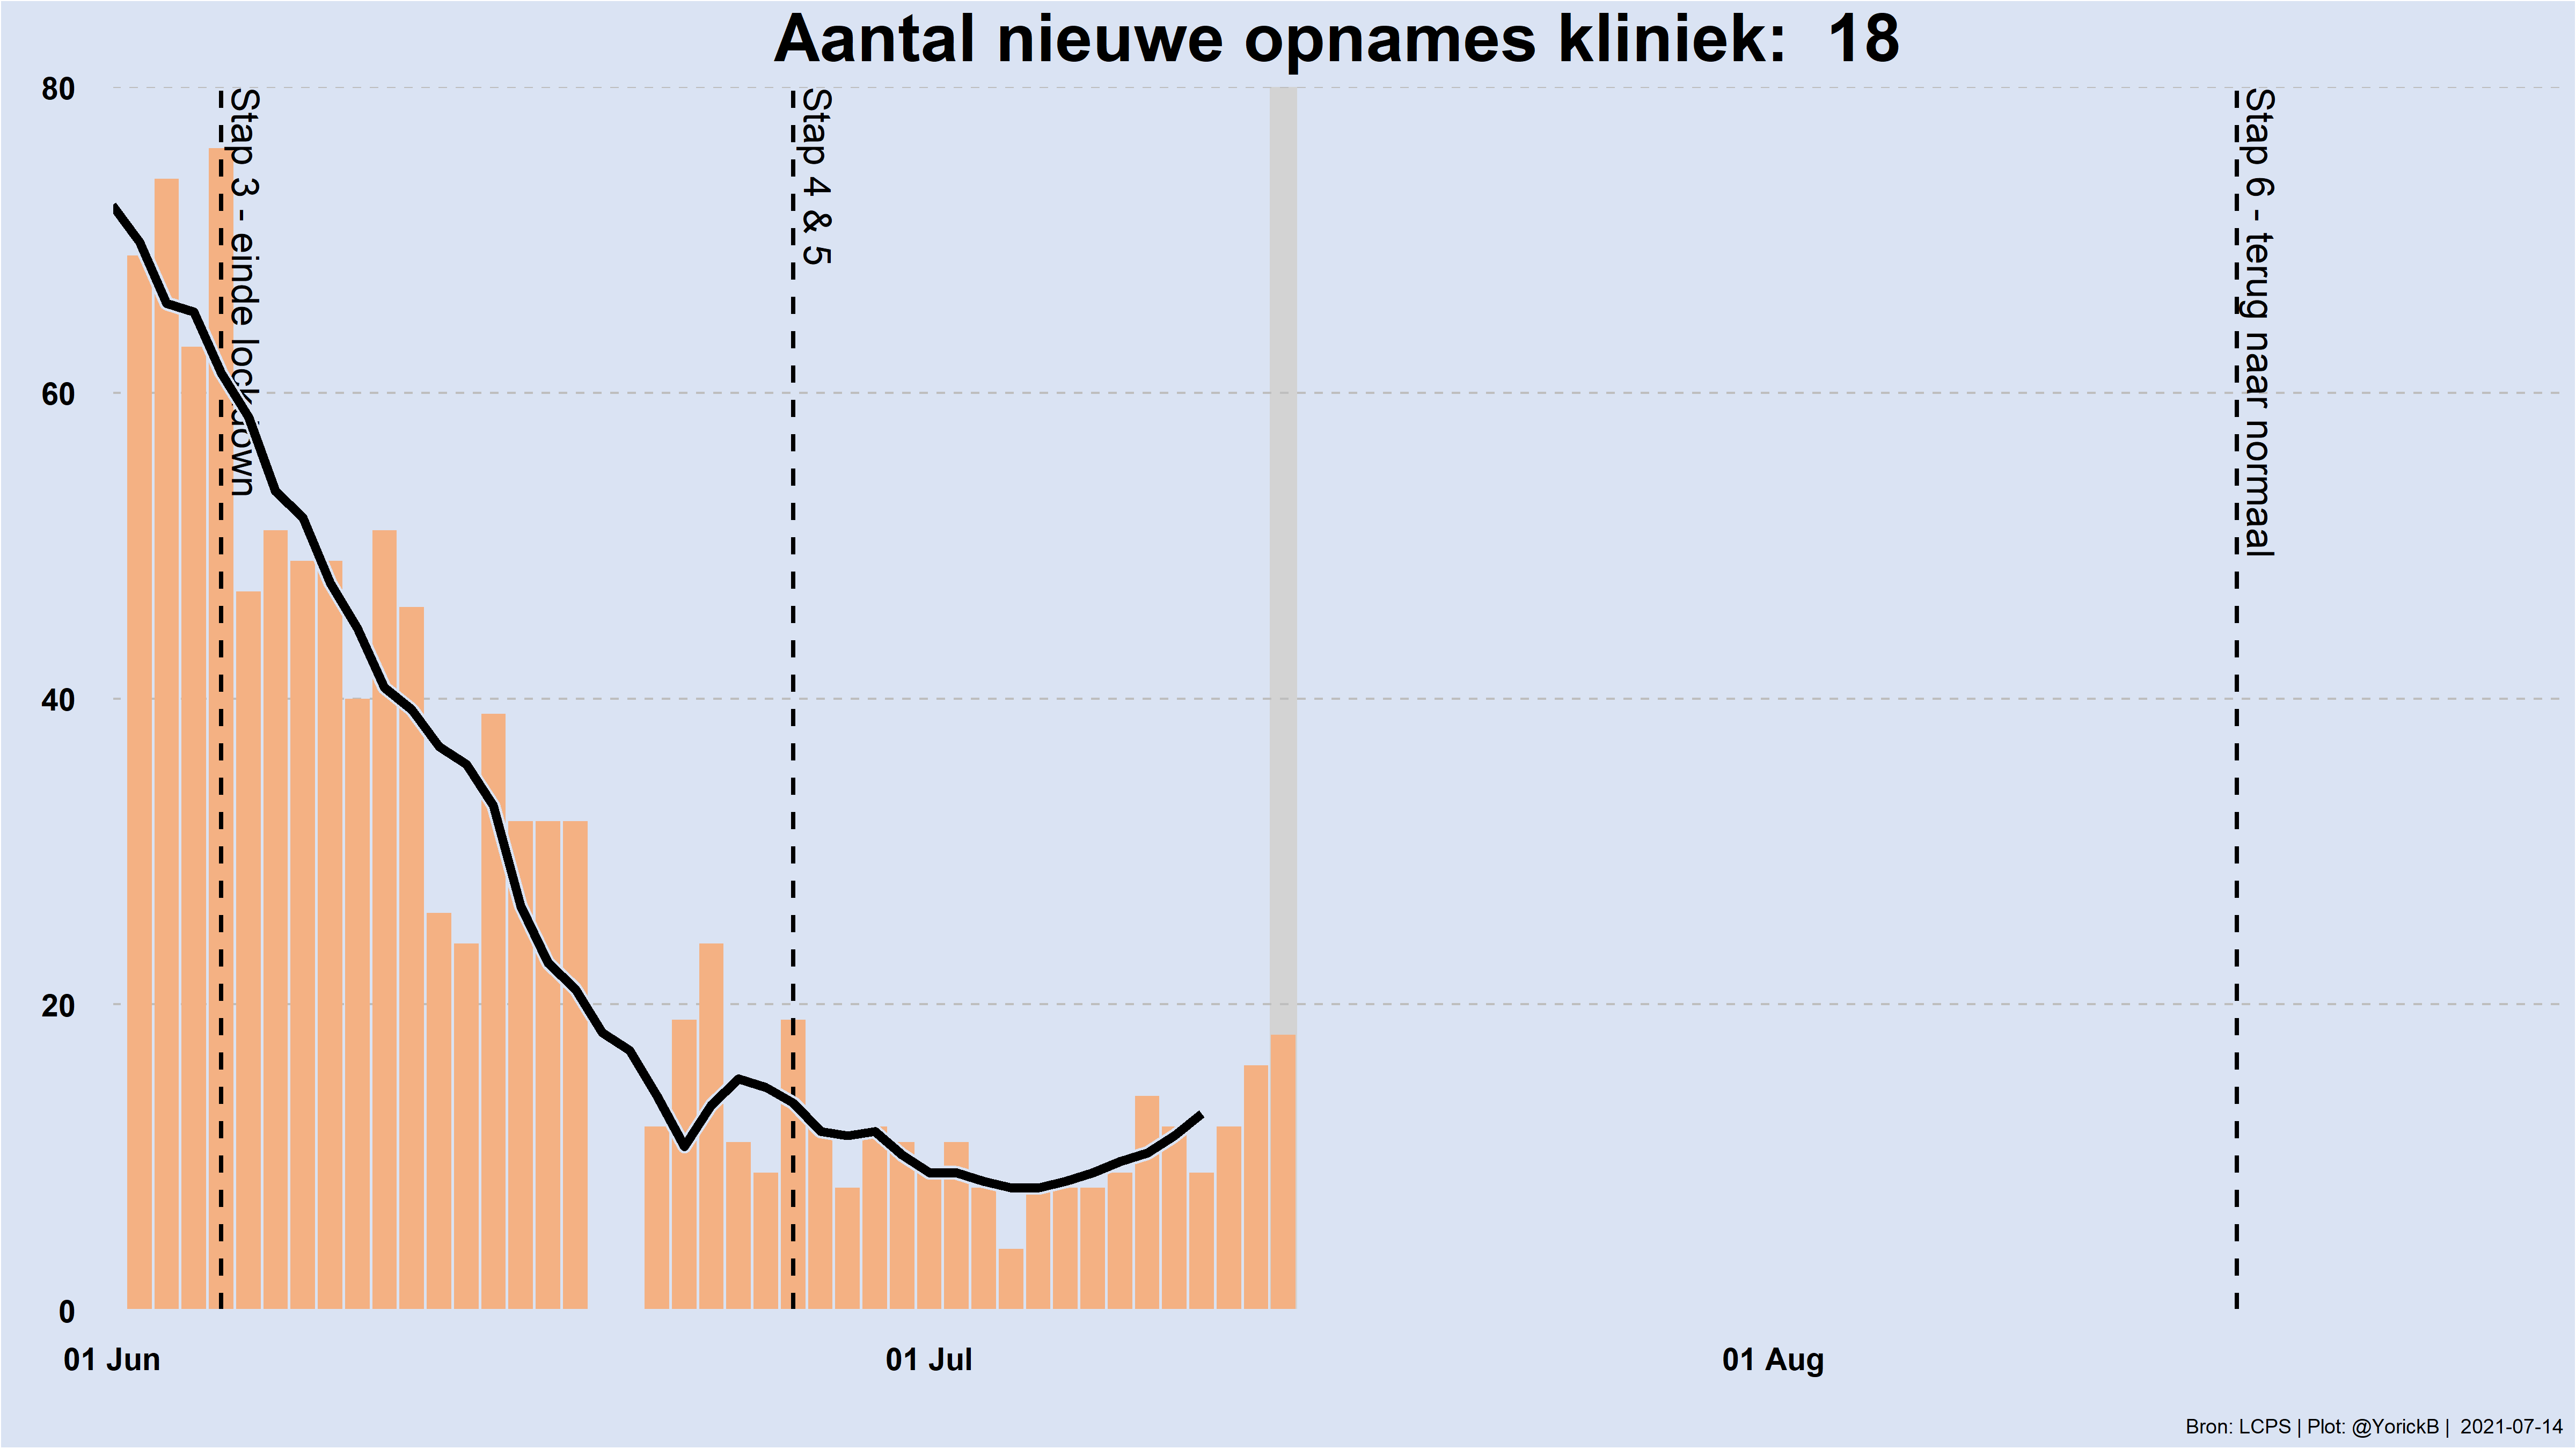 Aantal nieuwe opnames kliniek:  18
80
60
40
20
0
Stap 3 - einde lockdown
Stap 4 & 5
Stap 6 - terug naar normaal
01 Jun
01 Jul
01 Aug
Bron: LCPS | Plot: @YorickB |  2021-07-14